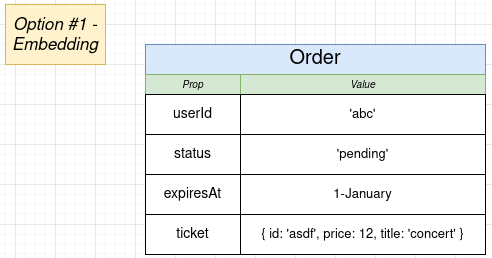 Option #1 -
Embedding
Order
Prop Value
userId 'abc'
status 'pending'
expiresAt 1-January
ticket { id: 'asdf', price: 12, title: 'concert' }